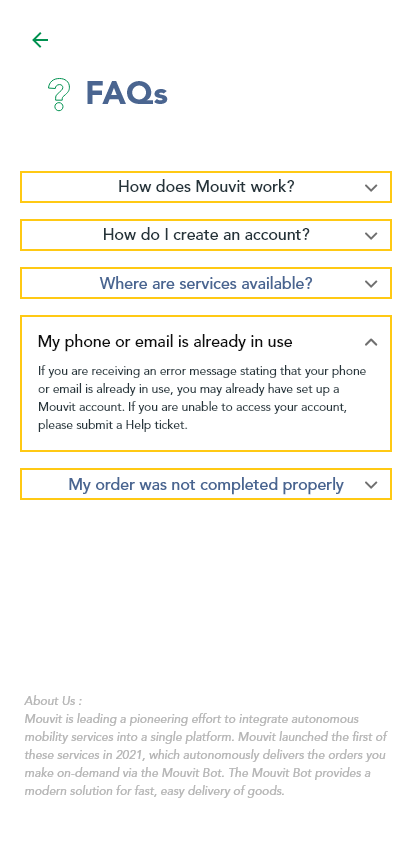 FAQs
How does Mouvit work?
How do I create an account?
Where are services available?
My phone or email is already in use
If you are receiving an error message stating that your phone
or email is already in use, you may already have set up a
Mouvit account. If you are unable to access your account,
please submit a Help ticket.
My order was not completed properly
About Us :
Mouvit is leading a pioneering effort to integrate autonomous
mobility services into a single platform. Mouvit launched the first of
these services in 2021, which autonomously delivers the orders you
make on-demand via the Mouvit Bot. The Mouvit Bot provides a
modern solution for fast, easy delivery of goods.